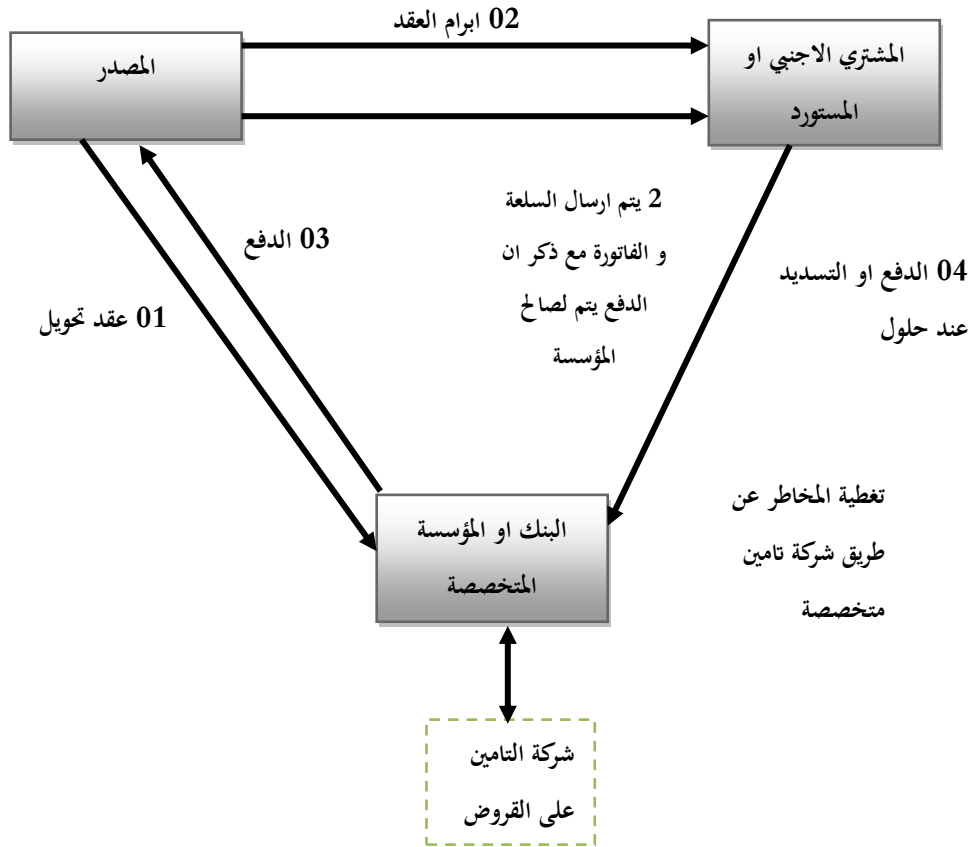 02 ابرام العقد
المشتري الاجنبي او
المستورد
المصدر
2 يتم ارسال السلعة
و الفاتورة مع ذكر ان
الدفع يتم لصالح
المؤسسة
03 الدفع
04 الدفع او التسديد
عند حلول
01 عقد تحويل
تغطية المخاطر عن
طريق شركة تامين
متخصصة
البنك او المؤسسة
المتخصصة
شركة التامين
على القروض